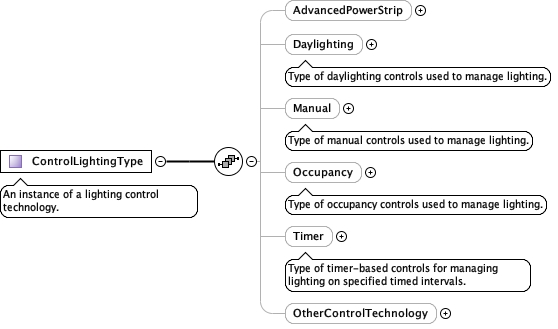 AdvancedPowerStrip
Daylighting
Type of daylighting controls used to manage lighting.
Manual
Type of manual controls used to manage lighting.
ControlLightingType
An instance of a lighting control
technology.
Occupancy
Type of occupancy controls used to manage lighting.
Timer
Type of timer-based controls for managing
lighting on specified timed intervals.
OtherControlTechnology